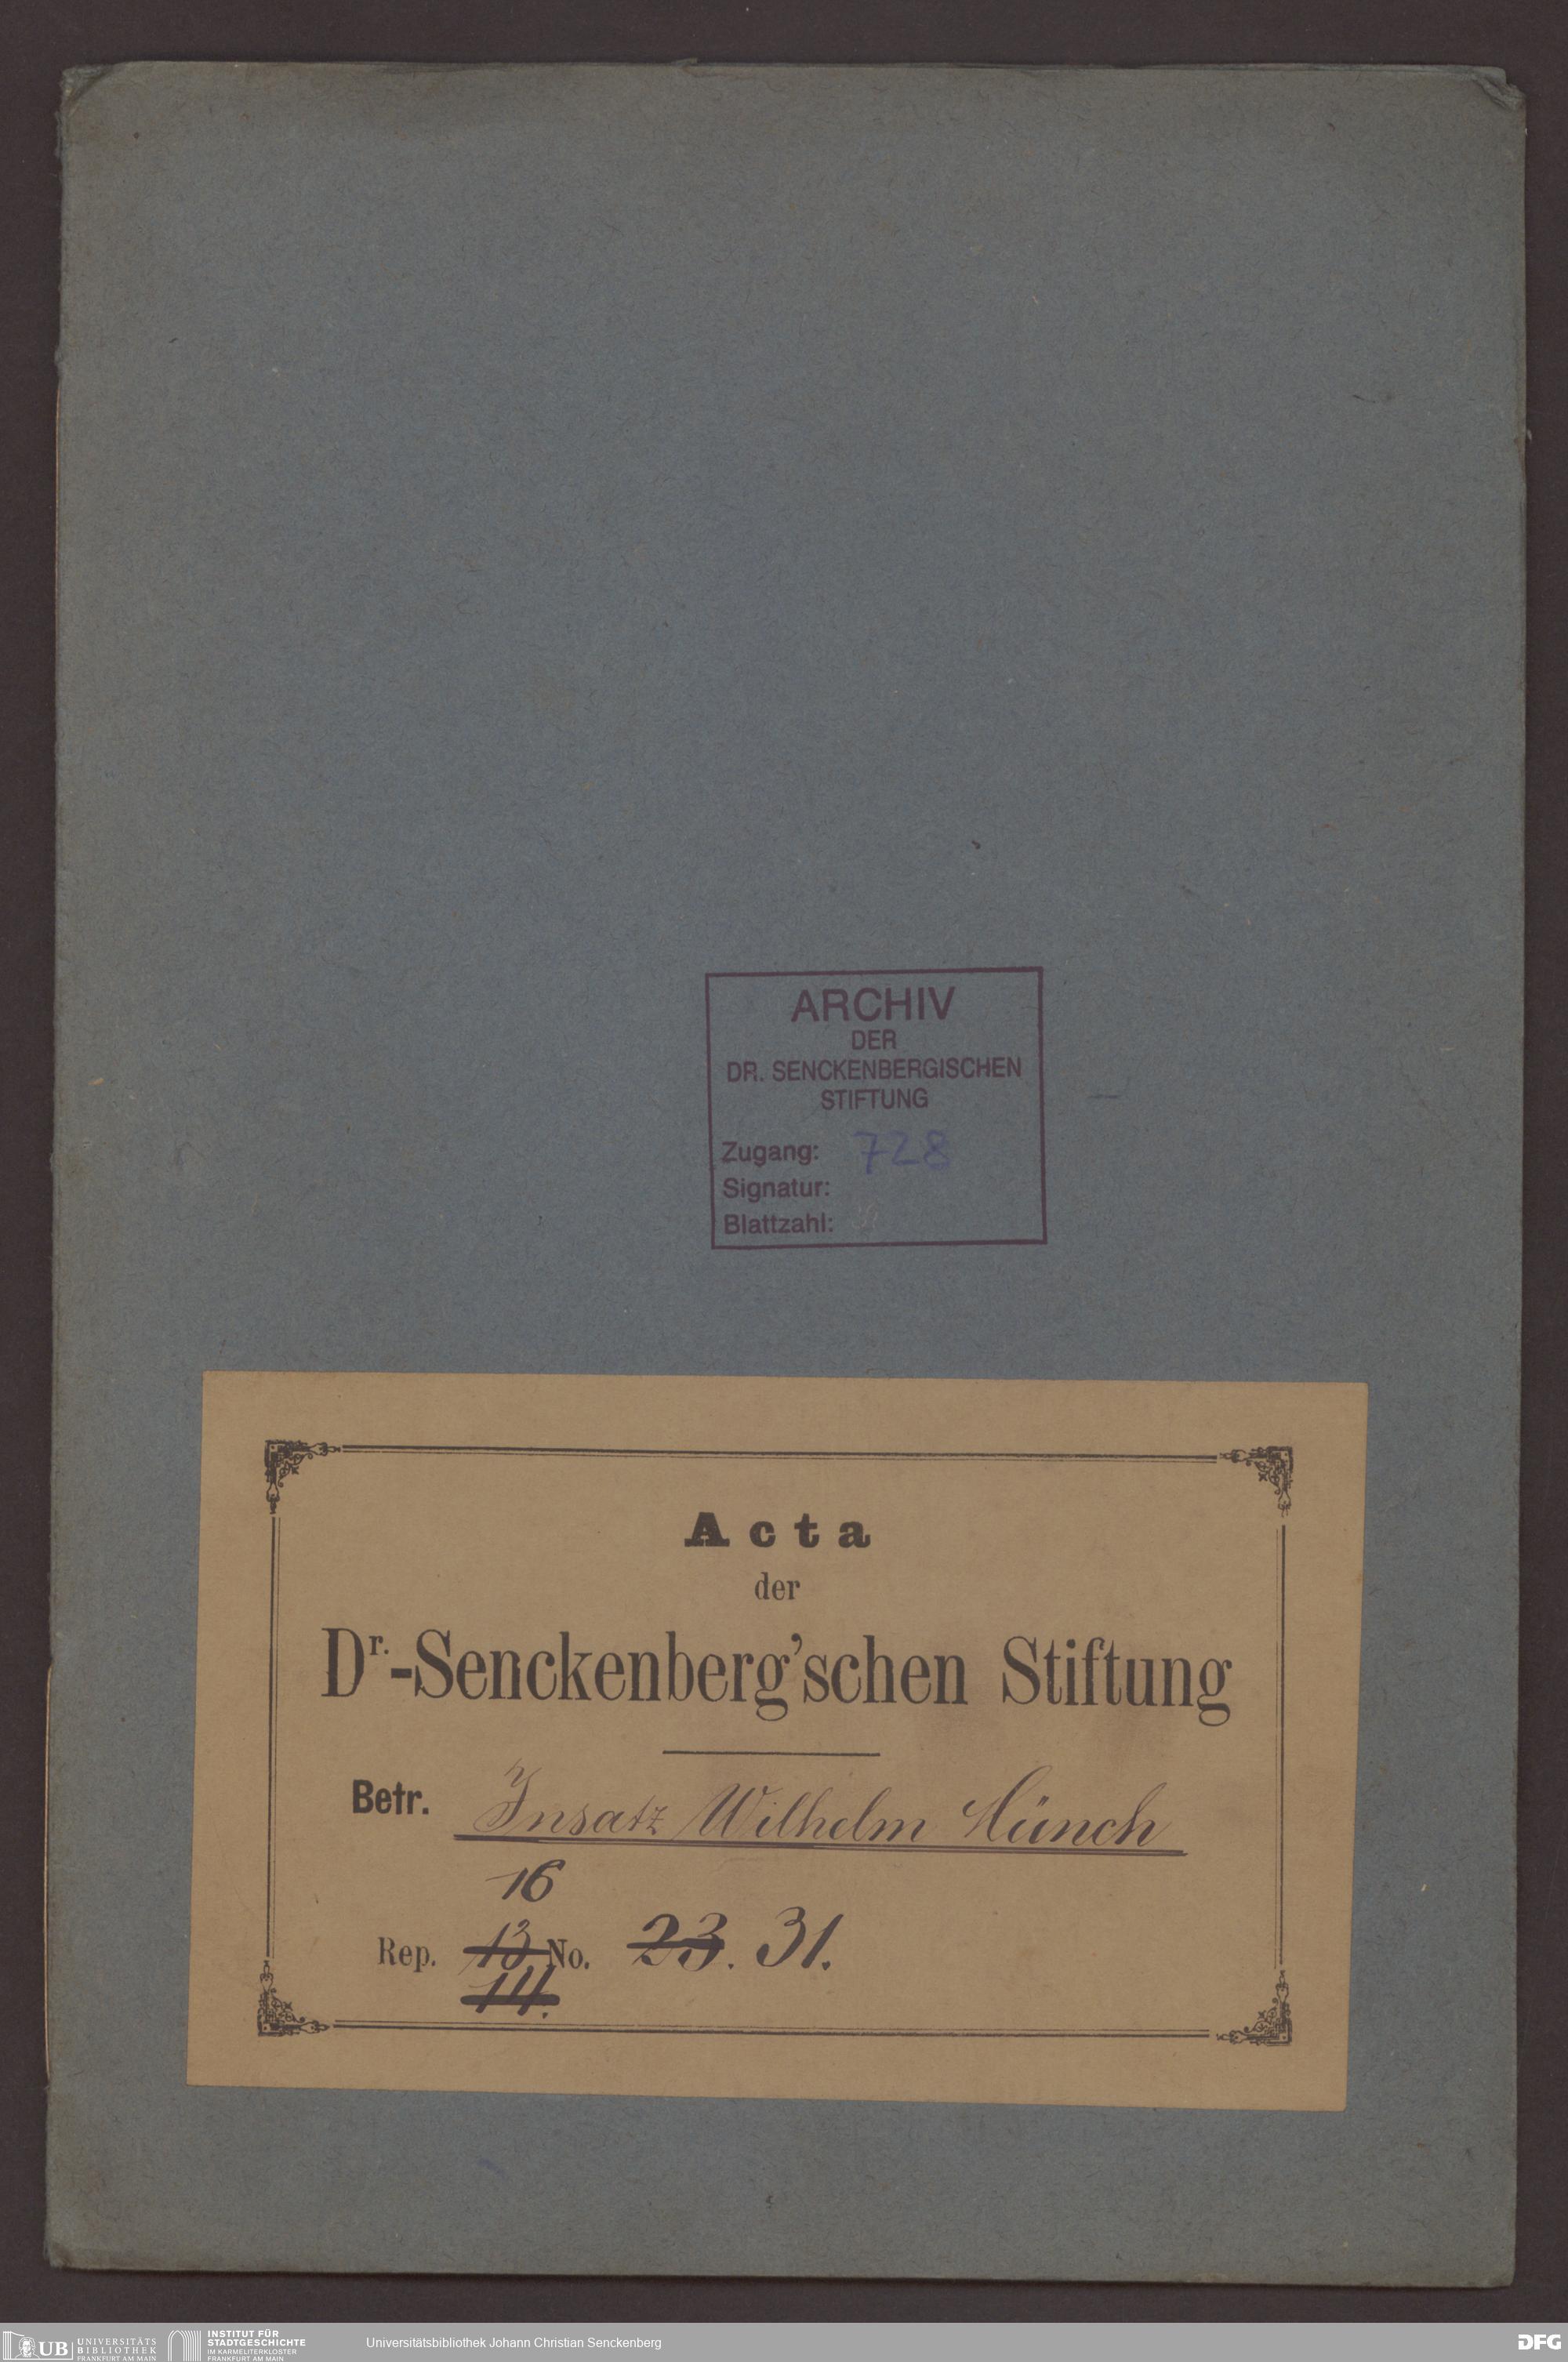 ARCHIV
DER
DR. SENCKENBERGISCHEN
STIFTUNG
Zugang: 728
Signatur:
Blattzahl:
Acta
der
Dr.-Senckenberg'schen Stiftung
Betr. Insatz Wilhelm Münch
16
Rep. 13 No. 23. 31.
14.
UB UNIVERSITÄTS
BIBLIOTHEK
FRANKFURT AM MAIN
INSTITUT FÜR
STADTGESCHICHTE
IM KARMELITERKLOSTER
FRANKFURT AM MAIN
Universitätsbibliothek Johann Christian Senckenberg
DFG